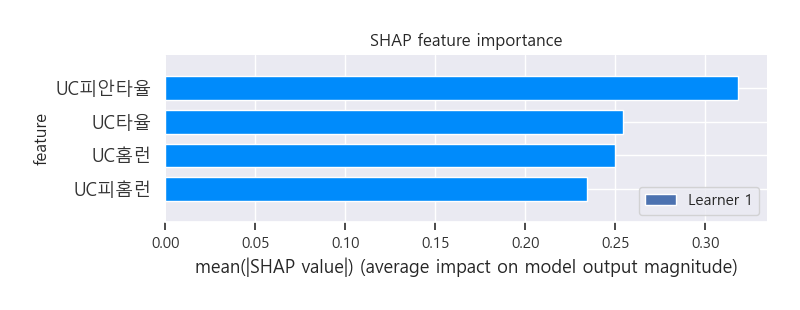 SHAP feature importance
feature
UC피안타율
UC타율
UC홈런
UC피홈런
Learner 1
0.00 0.05 0.10 0.15 0.20 0.25 0.30
mean(|SHAP value|) (average impact on model output magnitude)